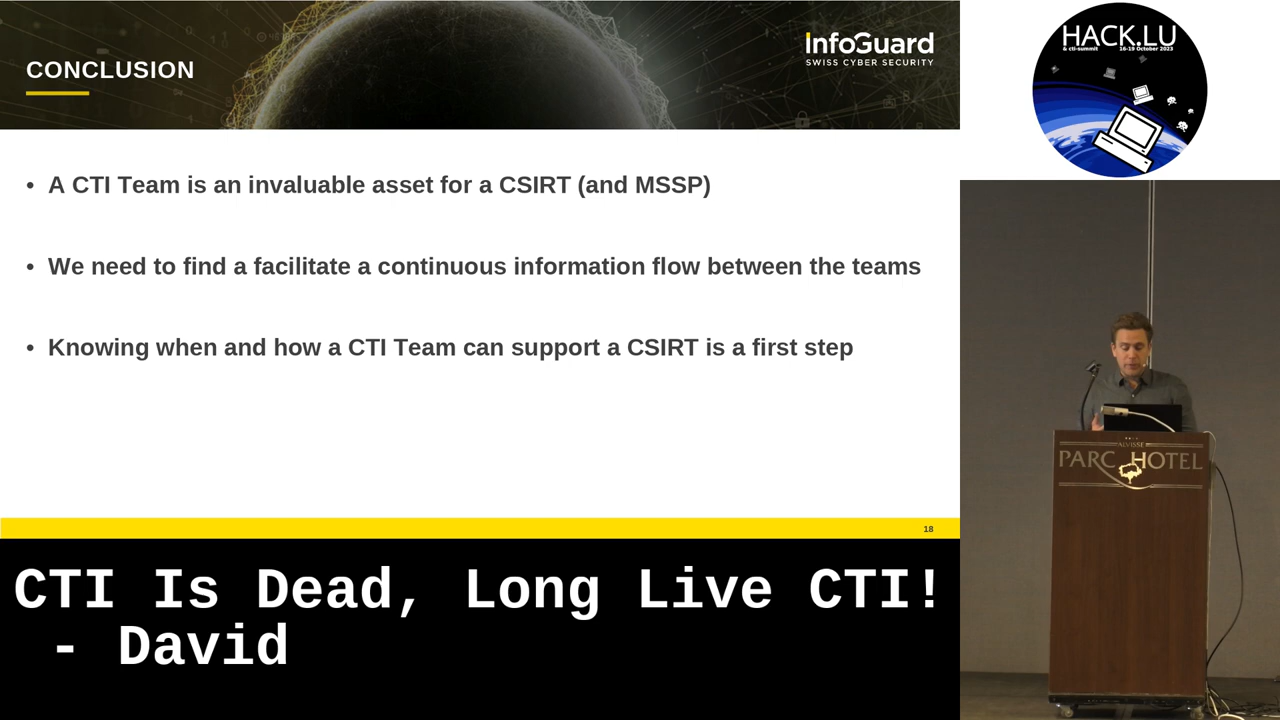 CONCLUSION
InfoGuard
SWISS CYBER SECURITY
HACK.LU
& cti-summit 16-19 October 2023
• A CTI Team is an invaluable asset for a CSIRT (and MSSP)
• We need to find a facilitate a continuous information flow between the teams
• Knowing when and how a CTI Team can support a CSIRT is a first step
18
ALVISSE
PARC HOTEL
CTI Is Dead, Long Live CTI!
- David